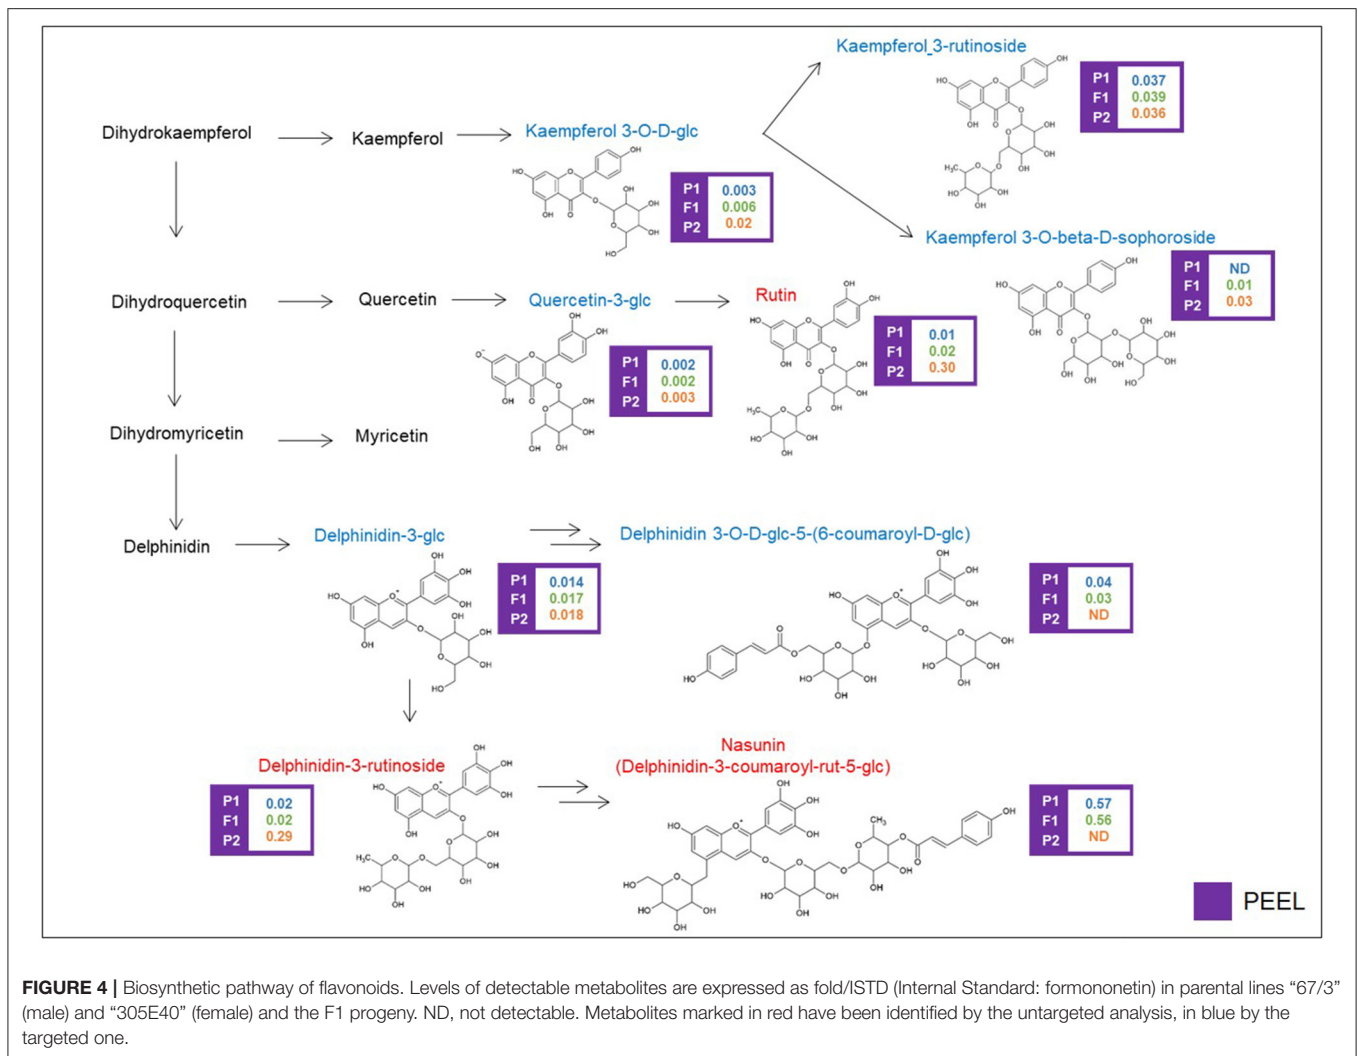 Kaempferol_3-rutinoside
P1 0.037
F1 0.039
P2 0.036
Dihydrokaempferol
Kaempferol
Kaempferol 3-O-D-glc
P1 0.003
F1 0.006
P2 0.02
Kaempferol 3-O-beta-D-sophoroside
P1 ND
F1 0.01
P2 0.03
Dihydroquercetin
Quercetin
Quercetin-3-glc
P1 0.002
F1 0.002
P2 0.003
Rutin
P1 0.01
F1 0.02
P2 0.30
Dihydromyricetin
Myricetin
Delphinidin
Delphinidin-3-glc
P1 0.014
F1 0.017
P2 0.018
Delphinidin 3-O-D-glc-5-(6-coumaroyl-D-glc)
P1 0.04
F1 0.03
P2 ND
Delphinidin-3-rutinoside
P1 0.02
F1 0.02
P2 0.29
Nasunin
(Delphinidin-3-coumaroyl-rut-5-glc)
P1 0.57
F1 0.56
P2 ND
PEEL
FIGURE 4 | Biosynthetic pathway of flavonoids. Levels of detectable metabolites are expressed as fold/ISTD (Internal Standard: formononetin) in parental lines “67/3”
(male) and “305E40” (female) and the F1 progeny. ND, not detectable. Metabolites marked in red have been identified by the untargeted analysis, in blue by the
targeted one.